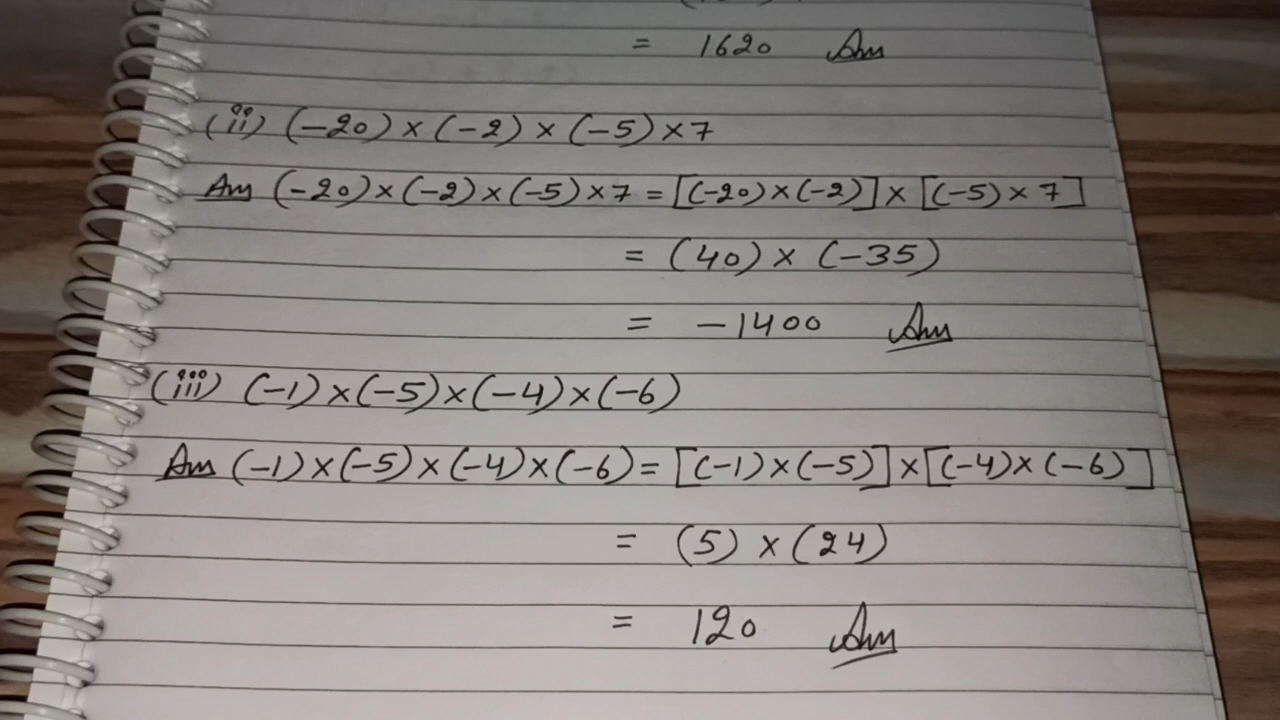 = 1620 Ans
(ii) (-20) × (-2) × (-5) × 7
Ans (-20) × (-2) × (-5) × 7 = [(-20) × (-2)] × [(-5) × 7]
= (40) × (-35)
= -1400 Ans
(iii) (-1) × (-5) × (-4) × (-6)
Ans (-1) × (-5) × (-4) × (-6) = [(-1) × (-5)] × [(-4) × (-6)]
= (5) × (24)
= 120 Ans